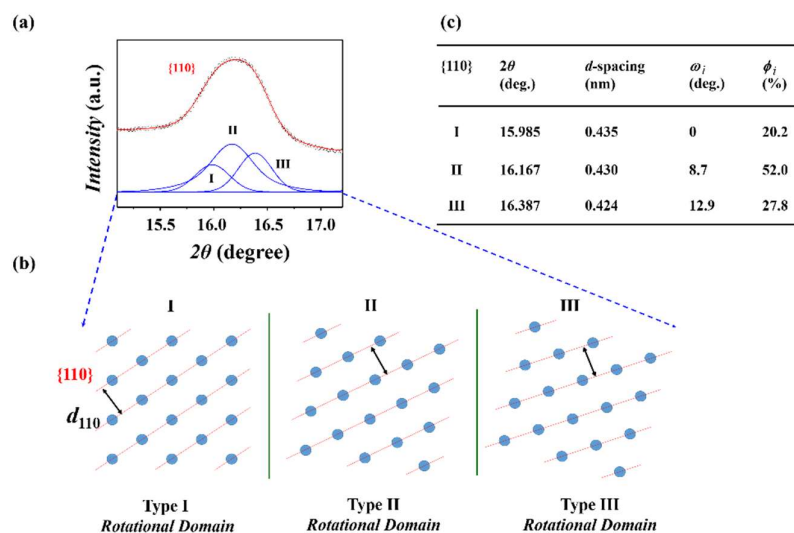 (a)
{110}
II
III
I
Intensity (a.u.)
15.5 16.0 16.5 17.0
2θ (degree)
(c)
{110} 2θ (deg.) d-spacing (nm) ω_i (deg.) ϕ_i (%)
I 15.985 0.435 0 20.2
II 16.167 0.430 8.7 52.0
III 16.387 0.424 12.9 27.8
(b)
I II III
{110}
d110
Type I Type II Type III
Rotational Domain Rotational Domain Rotational Domain